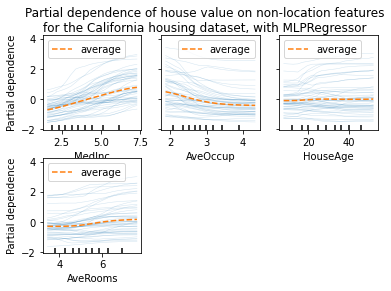 Partial dependence of house value on non-location features
for the California housing dataset, with MLPRegressor
Partial dependence
4
2
0
−2
average
average
average
2.5
5.0
7.5
2
3
4
20
40
MedInc
AveOccup
HouseAge
Partial dependence
4
2
0
−2
average
4
6
AveRooms